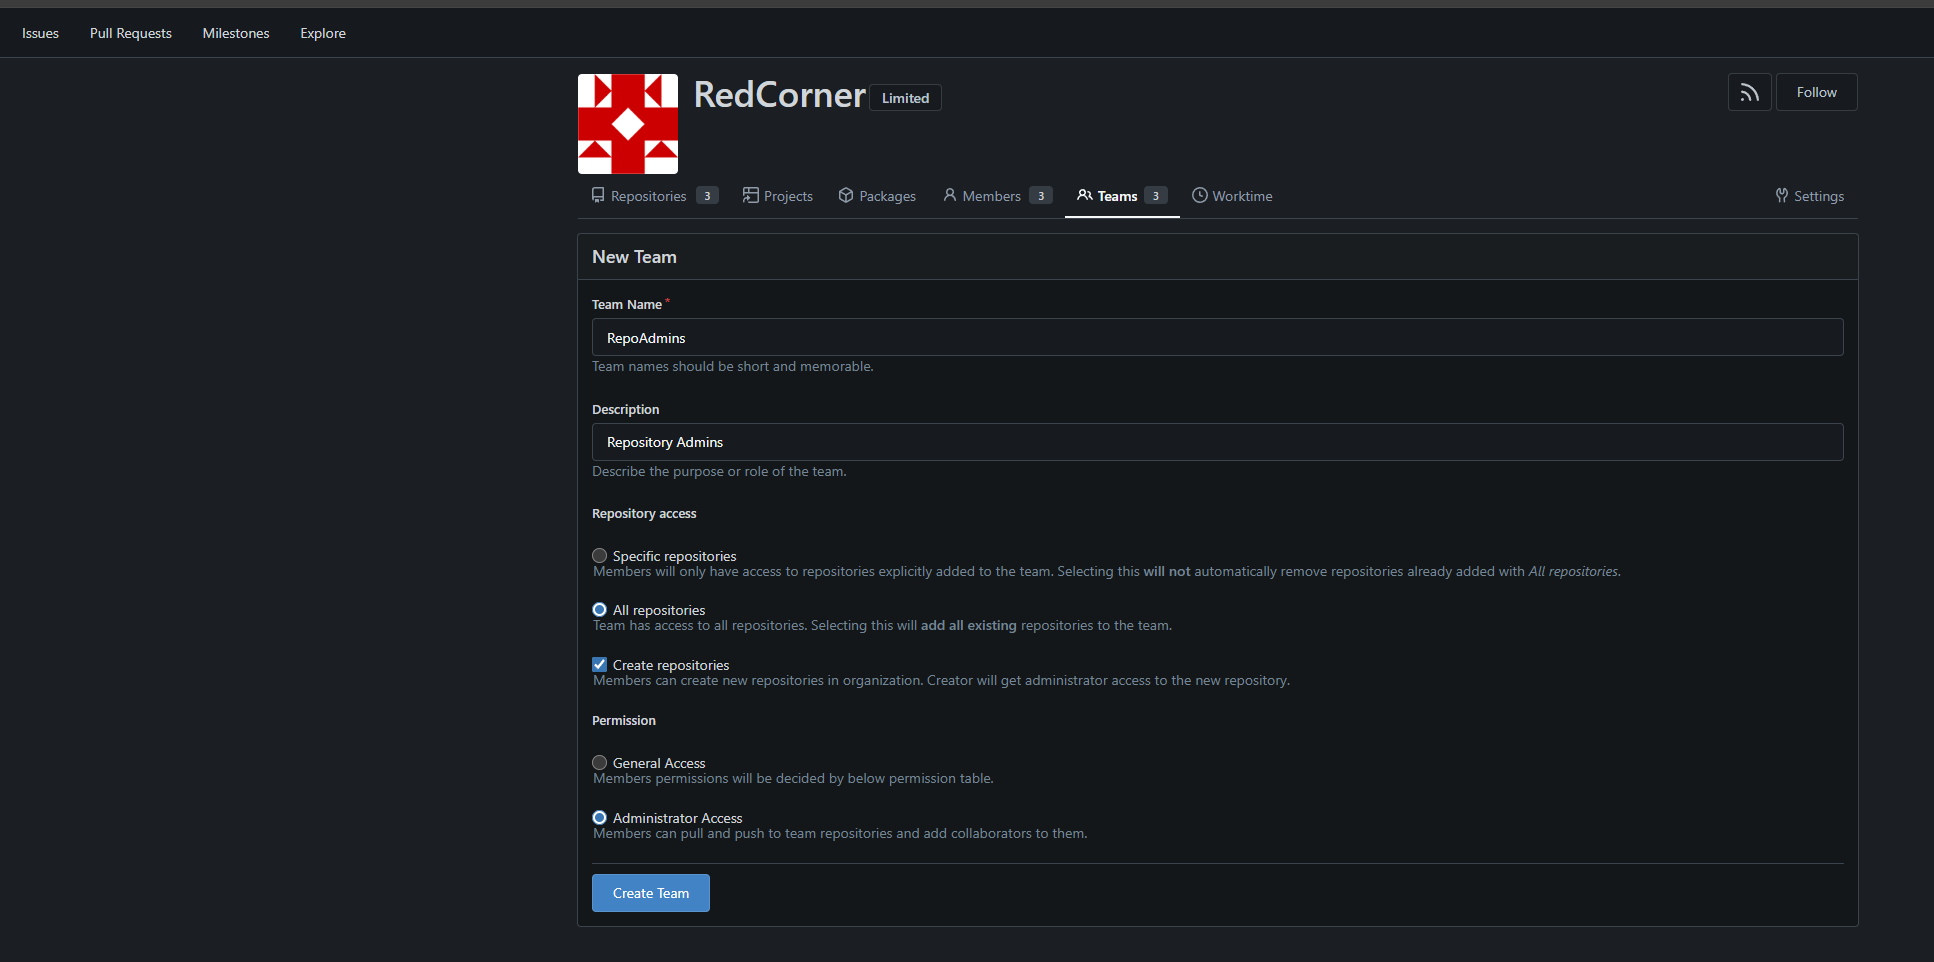 Issues Pull Requests Milestones Explore
RedCorner Limited Follow
Repositories 3 Projects Packages Members 3 Teams 3 Worktime Settings
New Team
Team Name *
RepoAdmins
Team names should be short and memorable.
Description
Repository Admins
Describe the purpose or role of the team.
Repository access
Specific repositories
Members will only have access to repositories explicitly added to the team. Selecting this will not automatically remove repositories already added with All repositories.
All repositories
Team has access to all repositories. Selecting this will add all existing repositories to the team.
Create repositories
Members can create new repositories in organization. Creator will get administrator access to the new repository.
Permission
General Access
Members permissions will be decided by below permission table.
Administrator Access
Members can pull and push to team repositories and add collaborators to them.
Create Team